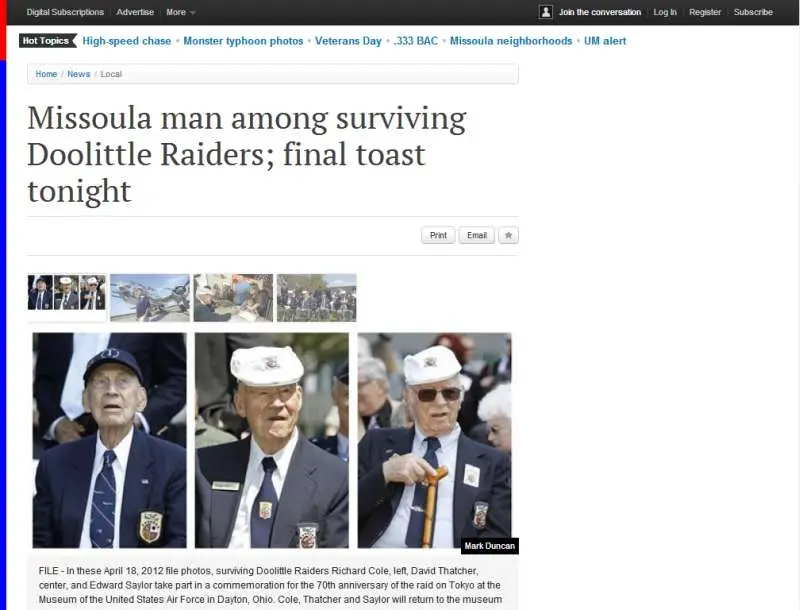 Digital Subscriptions Advertise More Join the conversation Log In Register Subscribe
Hot Topics High-speed chase • Monster typhoon photos • Veterans Day • .333 BAC • Missoula neighborhoods • UM alert
Home / News / Local
Missoula man among surviving
Doolittle Raiders; final toast
tonight
Print Email
Mark Duncan
FILE - In these April 18, 2012 file photos, surviving Doolittle Raiders Richard Cole, left, David Thatcher,
center, and Edward Saylor take part in a commemoration for the 70th anniversary of the raid on Tokyo at the
Museum of the United States Air Force in Dayton, Ohio. Cole, Thatcher and Saylor will return to the museum